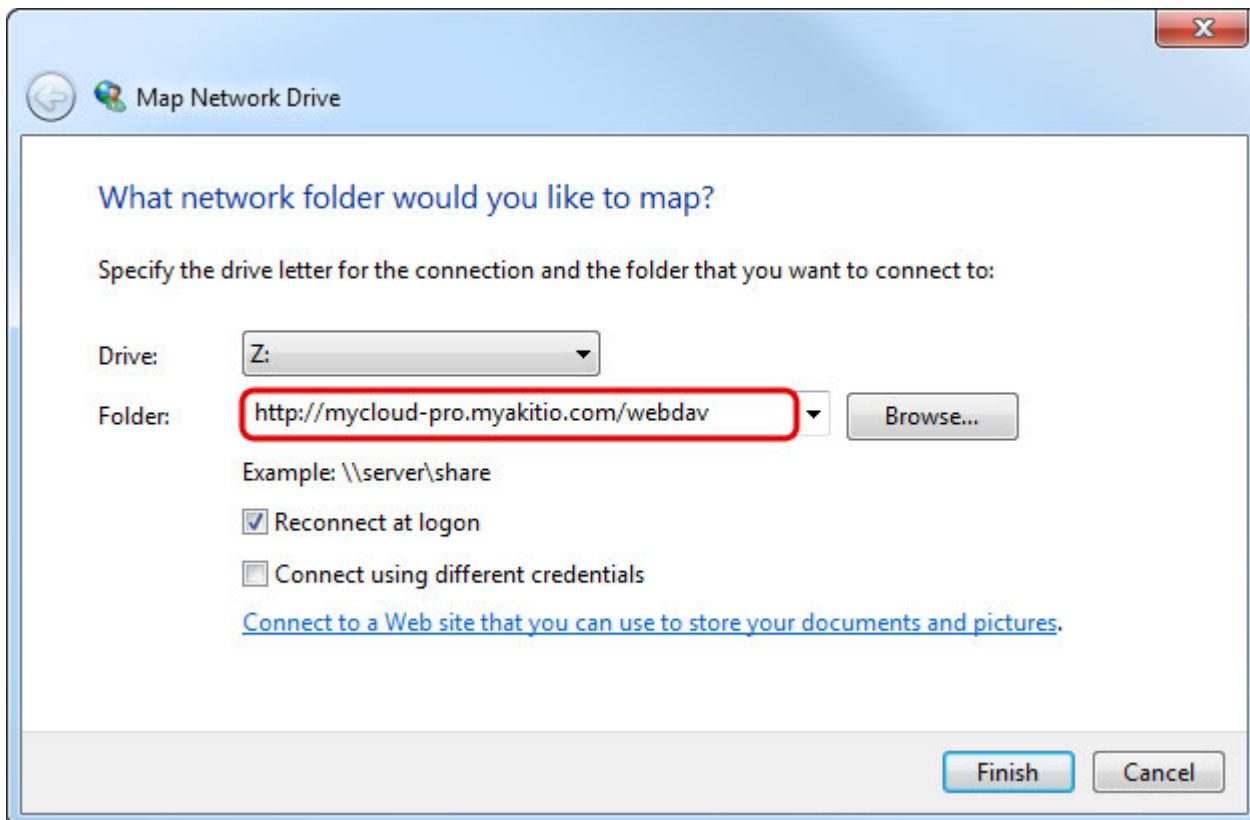 Map Network Drive
What network folder would you like to map?
Specify the drive letter for the connection and the folder that you want to connect to:
Drive: Z:
Folder: http://mycloud-pro.myakitio.com/webdav Browse...
Example: \\server\share
Reconnect at logon
Connect using different credentials
Connect to a Web site that you can use to store your documents and pictures.
Finish Cancel